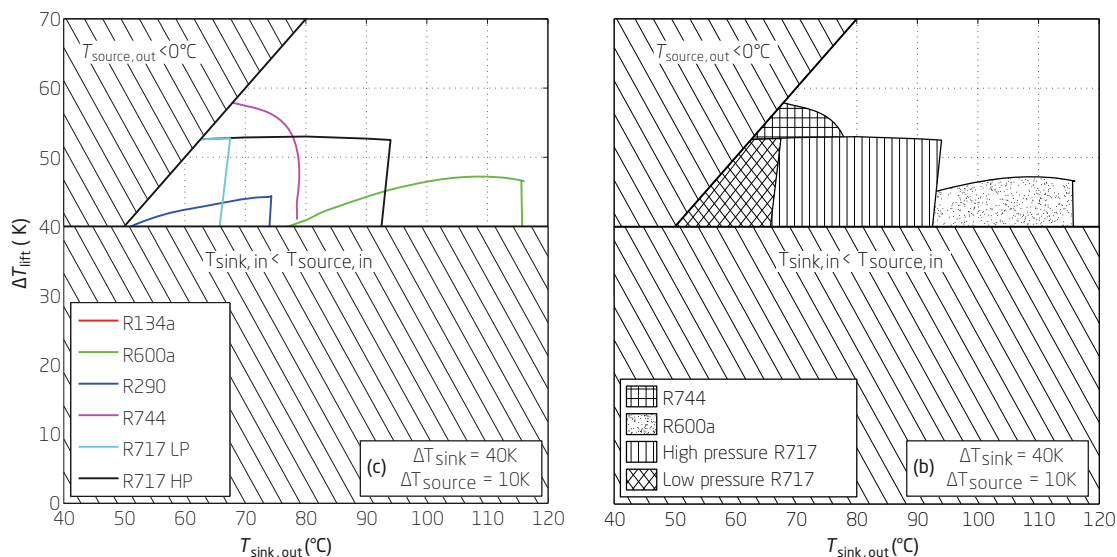 70
60
50
40
30
20
10
0
ΔT_lift ( K)
T_source,out <0°C
T_sink,in < T_source,in
R134a
R600a
R290
R744
R717 LP
R717 HP
(c)
ΔT_sink = 40K
ΔT_source = 10K
40 50 60 70 80 90 100 110 120
T_sink,out (°C)
T_source,out <0°C
T_sink,in < T_source,in
R744
R600a
High pressure R717
Low pressure R717
(b)
ΔT_sink = 40K
ΔT_source = 10K
40 50 60 70 80 90 100 110 120
T_sink,out (°C)